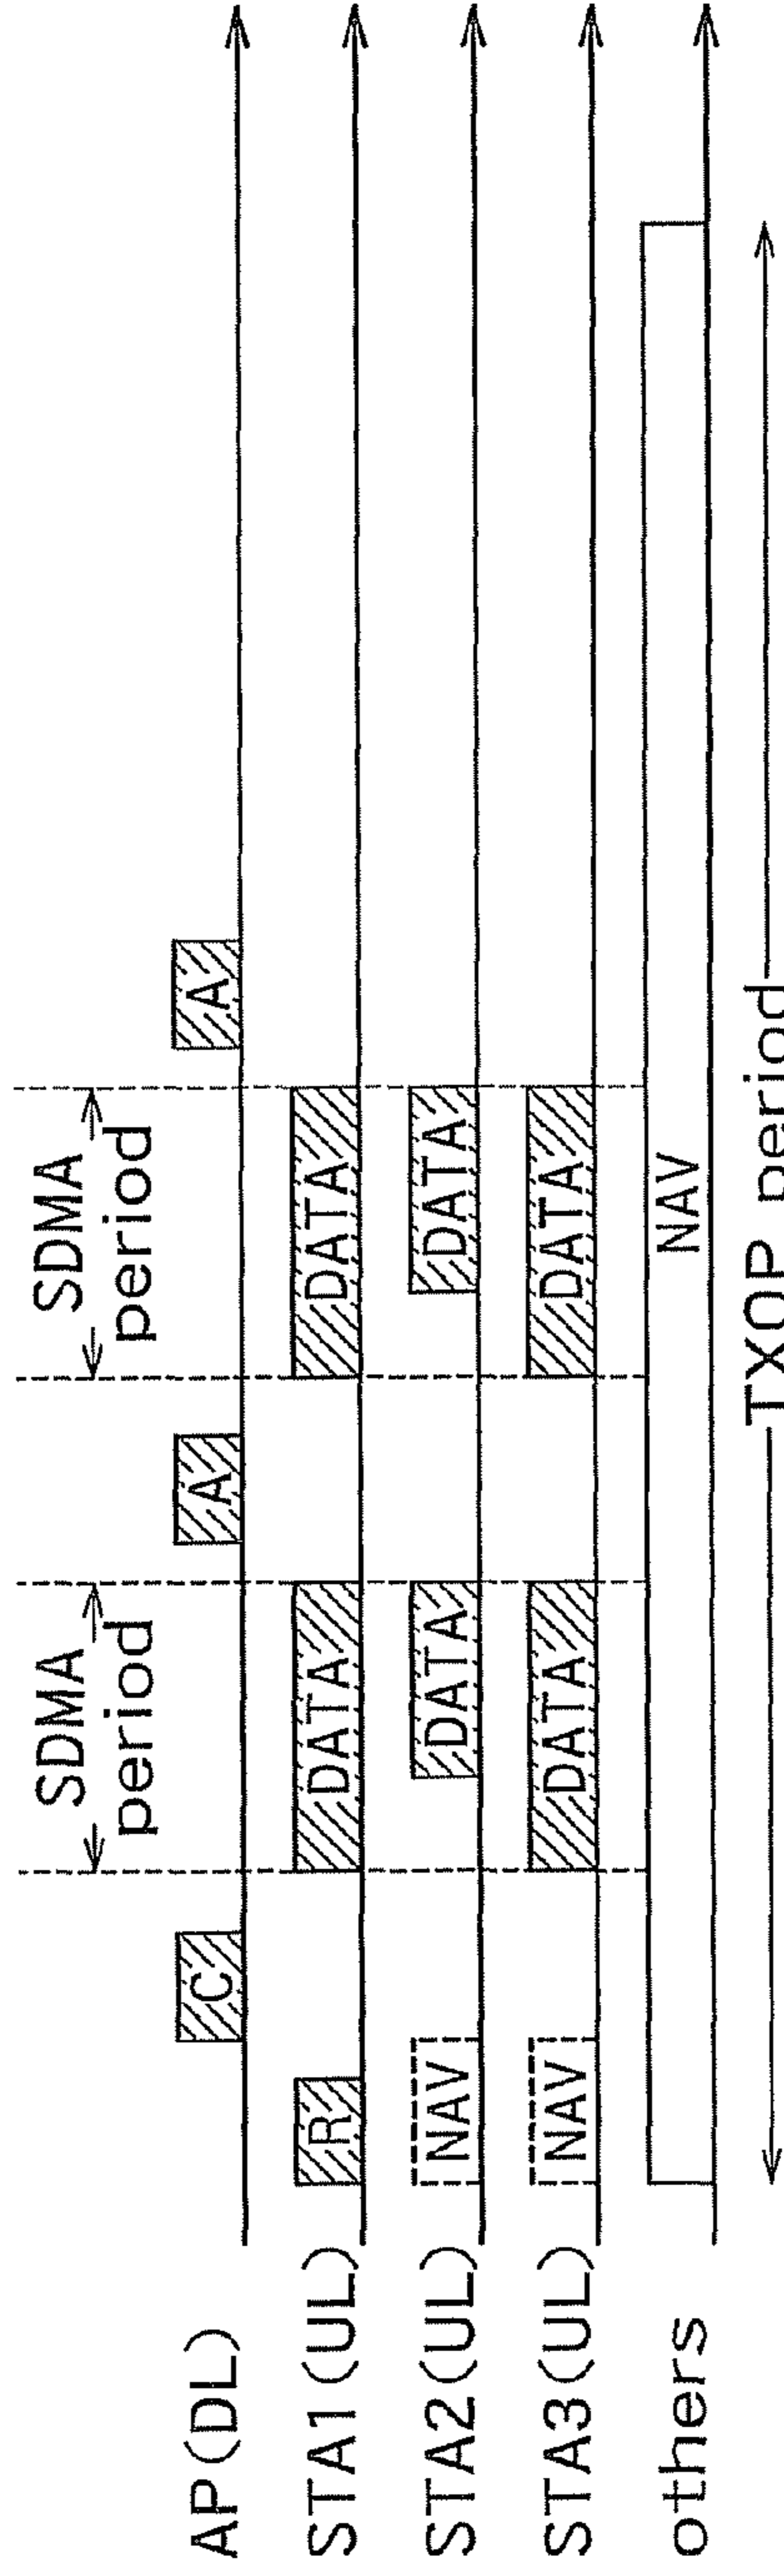 SDMA
period
SDMA
period
AP(DL)
C
A
A
STA1(UL)
R
DATA
DATA
STA2(UL)
NAV
DATA
DATA
STA3(UL)
NAV
DATA
DATA
others
NAV
TXOP period